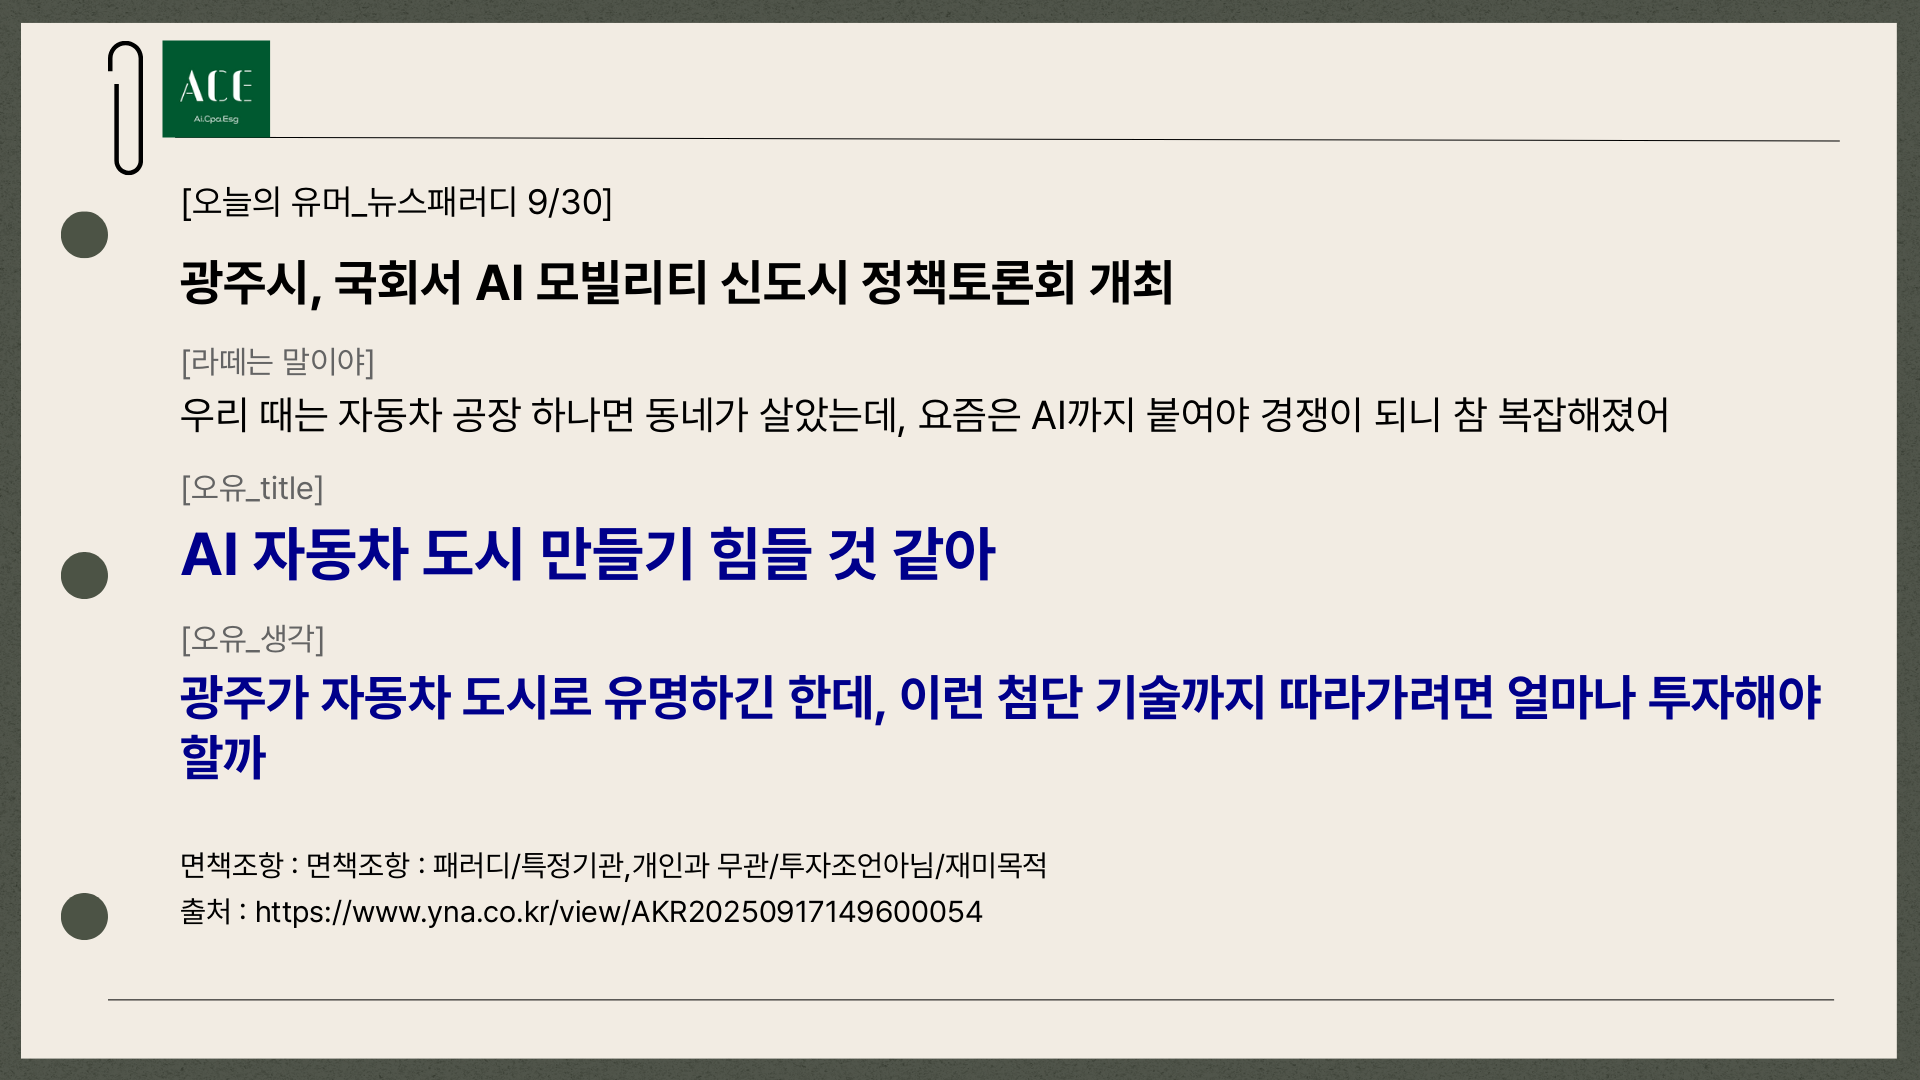 ACE
Ai.Cpa.Esg
[오늘의 유머_뉴스패러디 9/30]
광주시, 국회서 AI 모빌리티 신도시 정책토론회 개최
[라떼는 말이야]
우리 때는 자동차 공장 하나면 동네가 살았는데, 요즘은 AI까지 붙여야 경쟁이 되니 참 복잡해졌어
[오유_title]
AI 자동차 도시 만들기 힘들 것 같아
[오유_생각]
광주가 자동차 도시로 유명하긴 한데, 이런 첨단 기술까지 따라가려면 얼마나 투자해야
할까
면책조항 : 면책조항 : 패러디/특정기관,개인과 무관/투자조언아님/재미목적
출처 : https://www.yna.co.kr/view/AKR20250917149600054